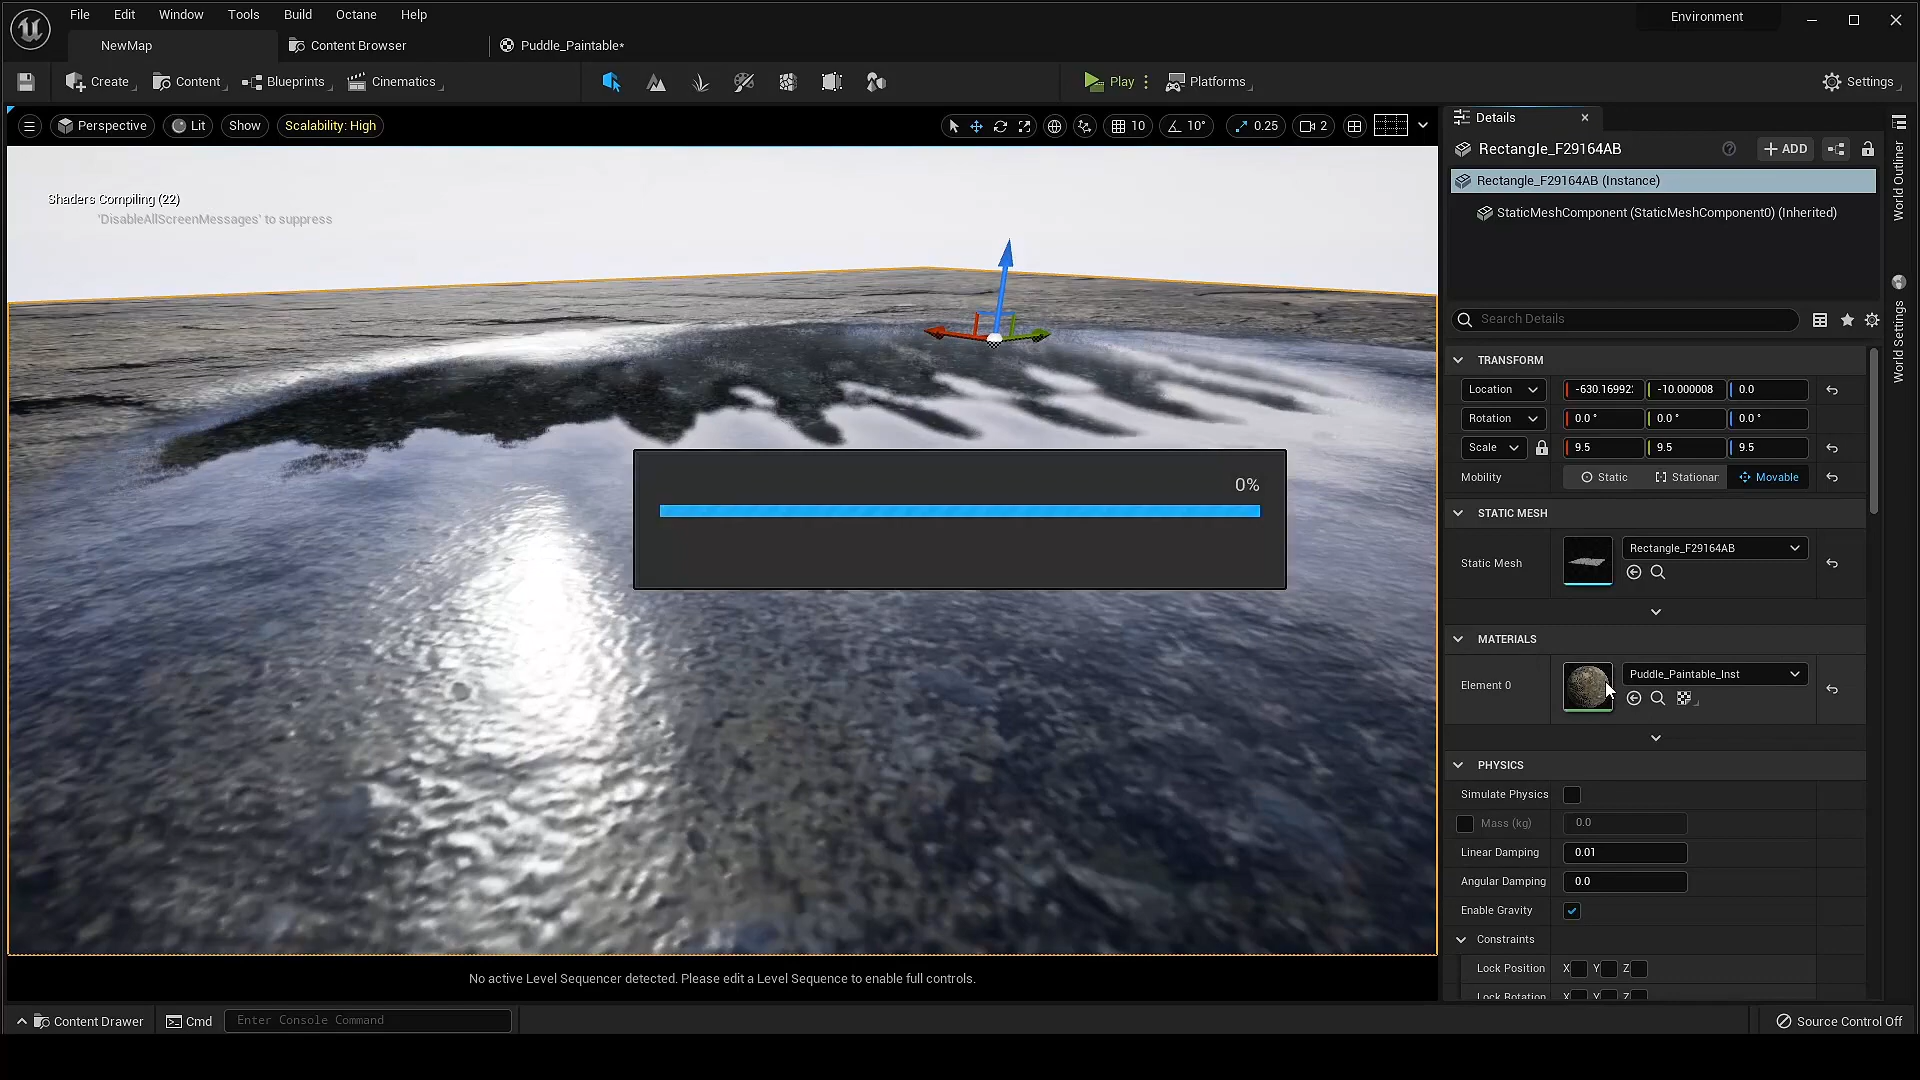 File Edit Window Tools Build Octane Help
Environment
NewMap
Content Browser
Puddle_Paintable*
Create
Content
Blueprints
Cinematics
Play
Platforms
Settings
Perspective
Lit
Show
Scalability: High
10
10°
0.25
2
Shaders Compiling (22)
'DisableAllScreenMessages' to suppress
0%
No active Level Sequencer detected. Please edit a Level Sequence to enable full controls.
Details
Rectangle_F29164AB
ADD
Rectangle_F29164AB (Instance)
StaticMeshComponent (StaticMeshComponent0) (Inherited)
Search Details
TRANSFORM
Location -630.16992 -10.000008 0.0
Rotation 0.0 ° 0.0 ° 0.0 °
Scale 9.5 9.5 9.5
Mobility Static Stationar Movable
STATIC MESH
Static Mesh Rectangle_F29164AB
MATERIALS
Element 0 Puddle_Paintable_Inst
PHYSICS
Simulate Physics
Mass (kg) 0.0
Linear Damping 0.01
Angular Damping 0.0
Enable Gravity
Constraints
Lock Position X Y Z
Lock Rotation X Y Z
World Outliner
World Settings
Content Drawer
Cmd
Enter Console Command
Source Control Off